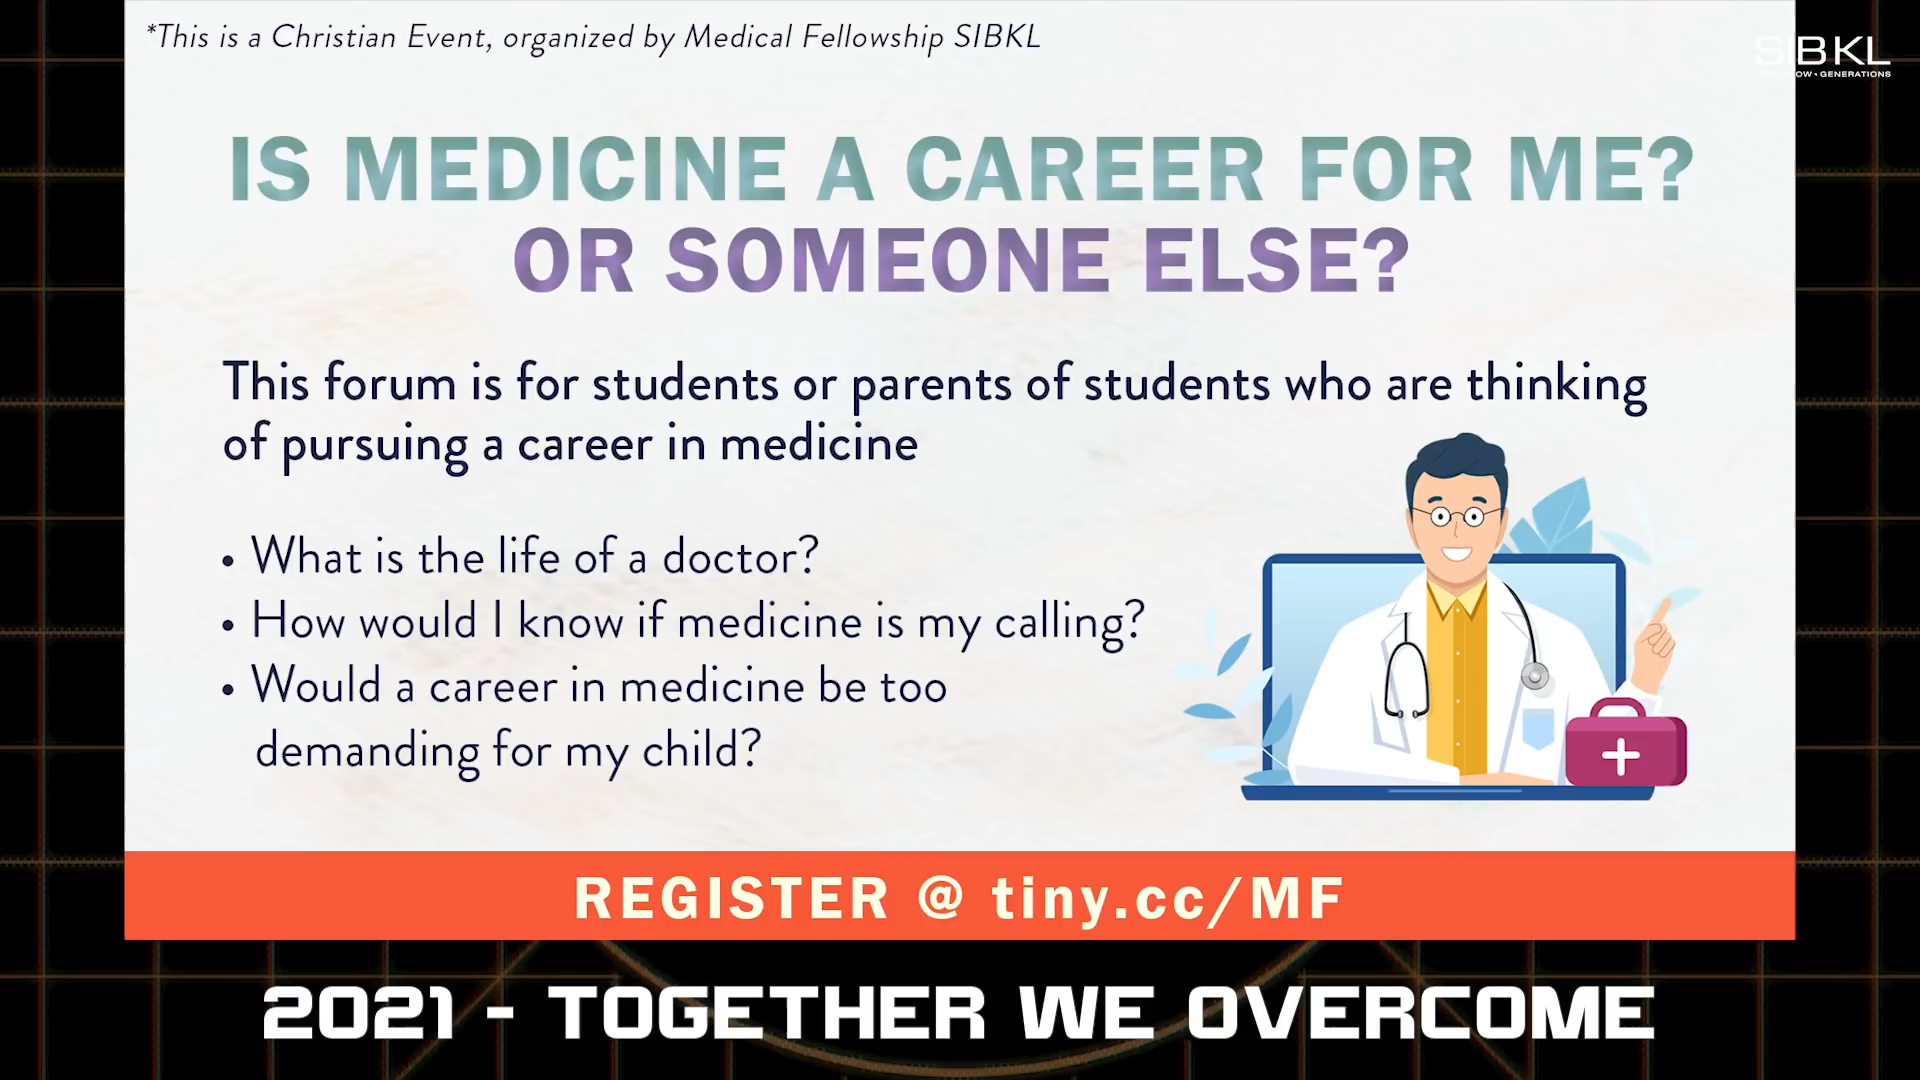 *This is a Christian Event, organized by Medical Fellowship SIBKL
SIBKL
GENERATIONS
IS MEDICINE A CAREER FOR ME?
OR SOMEONE ELSE?
This forum is for students or parents of students who are thinking
of pursuing a career in medicine
• What is the life of a doctor?
• How would I know if medicine is my calling?
• Would a career in medicine be too
demanding for my child?
REGISTER @ tiny.cc/MF
2021 - TOGETHER WE OVERCOME